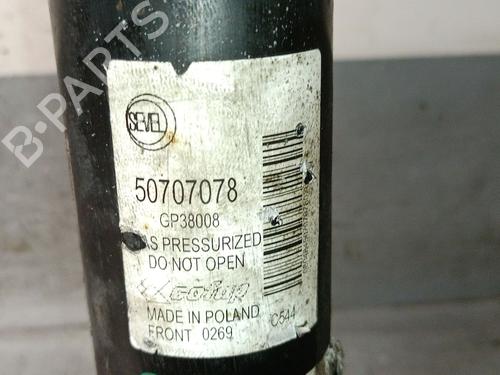 B-PARTS
SEVEL
50707078
GP38008
S PRESSURIZED
DO NOT OPEN
MADE IN POLAND
FRONT 0269
C544